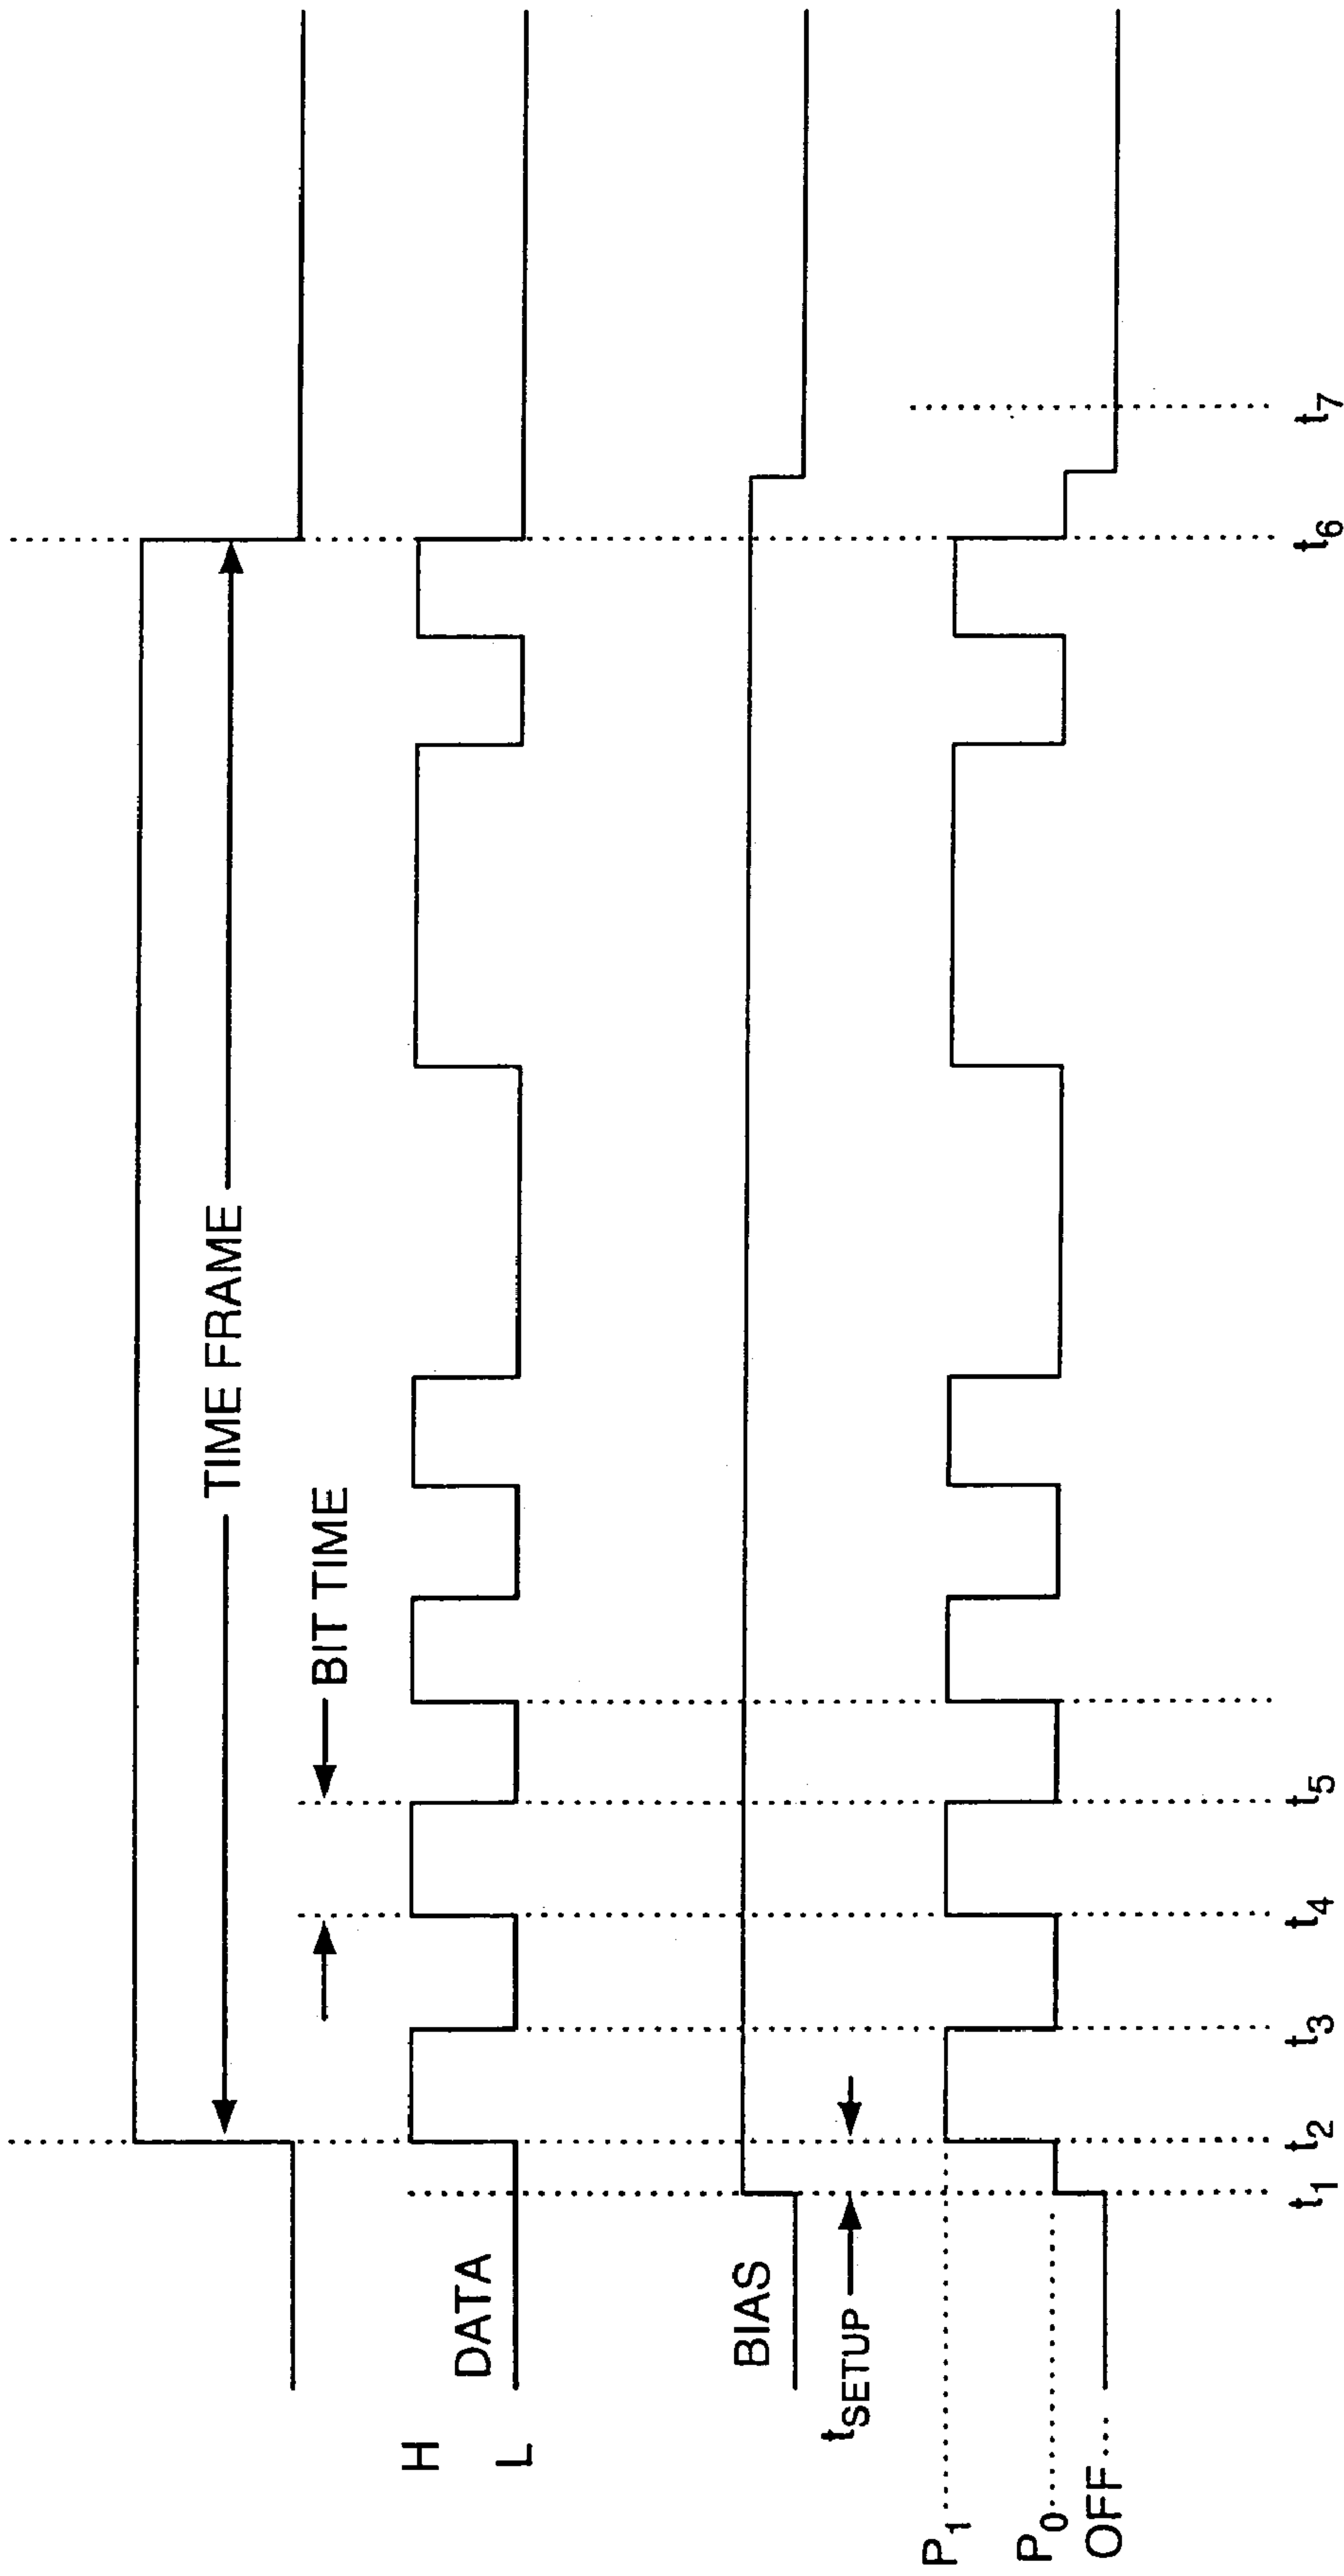 TIME FRAME
BIT TIME
H
DATA
L
BIAS
tSETUP
P1
P0
OFF
t1
t2
t3
t4
t5
t6
t7